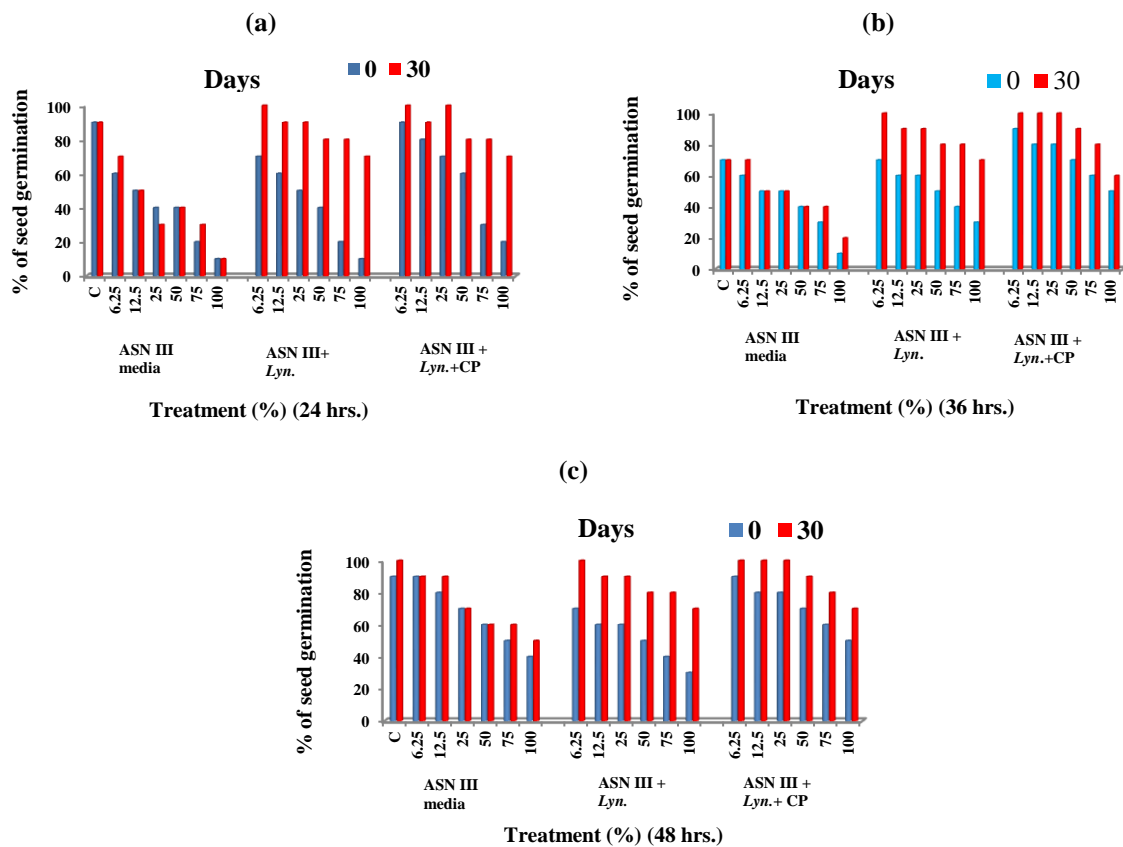 (a)
Days
0 30
% of seed germination
100
80
60
40
20
0
C 6.25 12.5 25 50 75 100 6.25 12.5 25 50 75 100 6.25 12.5 25 50 75 100
ASN III media
ASN III+ Lyn.
ASN III + Lyn.+CP
Treatment (%) (24 hrs.)
(b)
Days
0 30
% of seed germination
100
80
60
40
20
0
C 6.25 12.5 25 50 75 100 6.25 12.5 25 50 75 100 6.25 12.5 25 50 75 100
ASN III media
ASN III + Lyn.
ASN III + Lyn.+CP
Treatment (%) (36 hrs.)
(c)
Days
0 30
% of seed germination
100
80
60
40
20
0
C 6.25 12.5 25 50 75 100 6.25 12.5 25 50 75 100 6.25 12.5 25 50 75 100
ASN III media
ASN III + Lyn.
ASN III + Lyn.+ CP
Treatment (%) (48 hrs.)